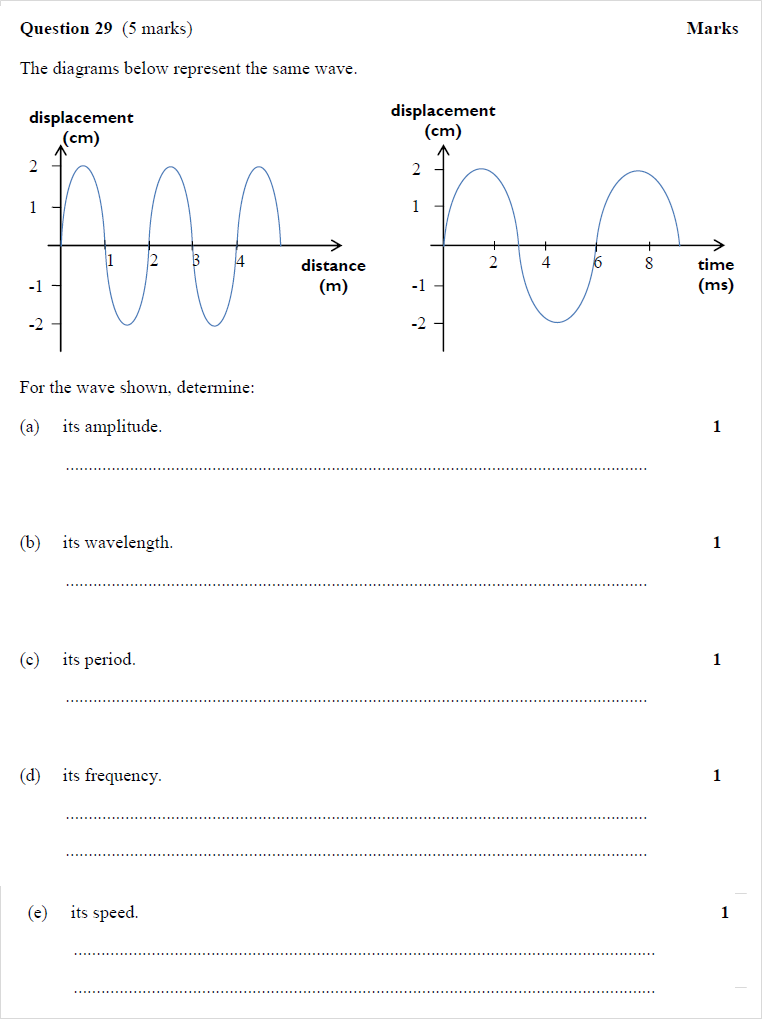 Question 29 (5 marks) Marks
The diagrams below represent the same wave.
displacement
(cm)
2
1
-1
-2
1 2 3 4
distance
(m)
displacement
(cm)
2
1
-1
-2
2 4 6 8
time
(ms)
For the wave shown, determine:
(a) its amplitude. 1
(b) its wavelength. 1
(c) its period. 1
(d) its frequency. 1
(e) its speed. 1